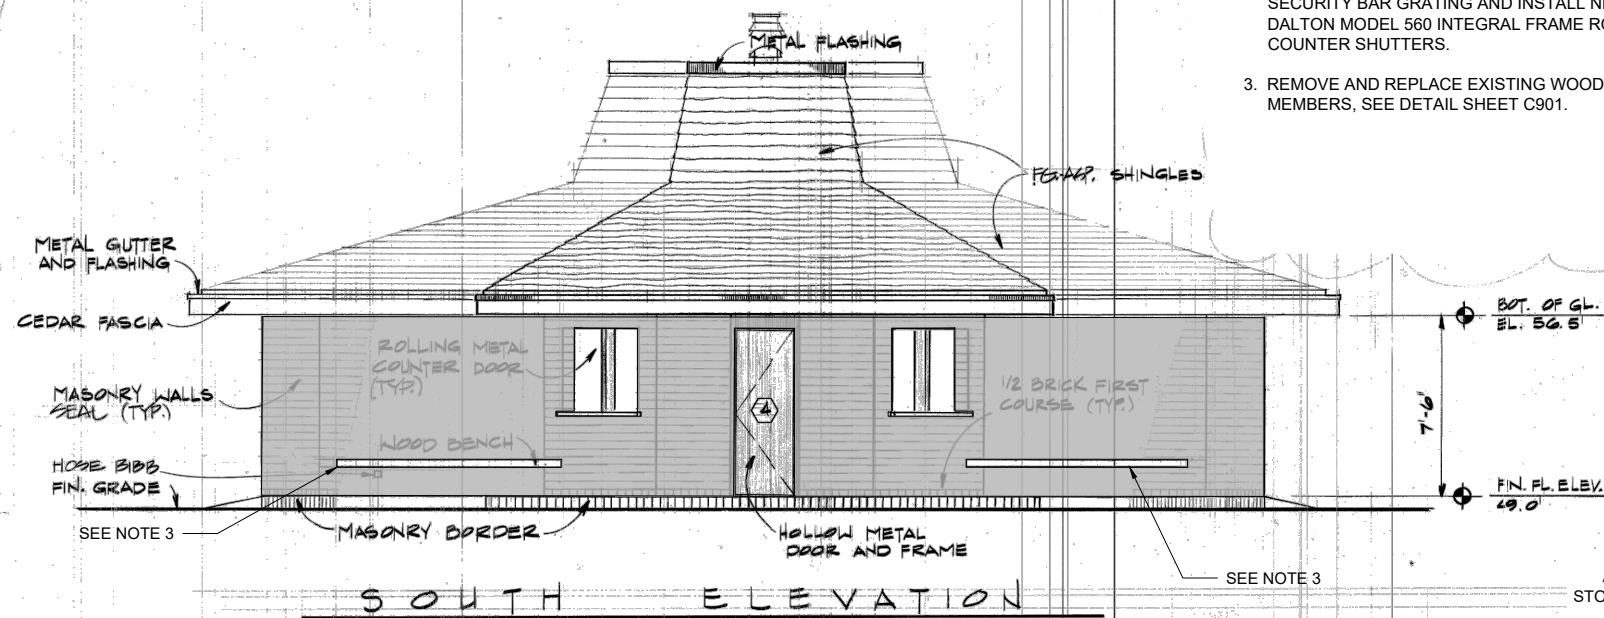 SECURITY BAR GRATING AND INSTALL
DALTON MODEL 560 INTEGRAL FRAME
COUNTER SHUTTERS.
3. REMOVE AND REPLACE EXISTING WOOD
MEMBERS, SEE DETAIL SHEET C901.
METAL FLASHING
FG. ASP. SHINGLES
METAL GUTTER
AND FLASHING
CEDAR FASCIA
BOT. OF GL.
EL. 56.5'
ROLLING METAL
COUNTER DOOR
(TYP.)
MASONRY WALLS
SEAL (TYP.)
1/2 BRICK FIRST
COURSE (TYP.)
4
7'-6"
WOOD BENCH
HOSE BIBB
FIN. GRADE
FIN. FL. ELEV.
49.0'
SEE NOTE 3
MASONRY BORDER
HOLLOW METAL
DOOR AND FRAME
SEE NOTE 3
SOUTH ELEVATION